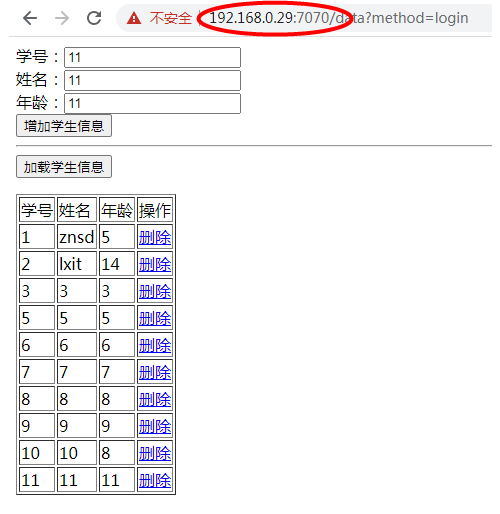 不安全 | 192.168.0.29:7070/data?method=login
学号：11
姓名：11
年龄：11
增加学生信息
加载学生信息
学号 姓名 年龄 操作
1 znsd 5 删除
2 lxit 14 删除
3 3 3 删除
5 5 5 删除
6 6 6 删除
7 7 7 删除
8 8 8 删除
9 9 9 删除
10 10 8 删除
11 11 11 删除